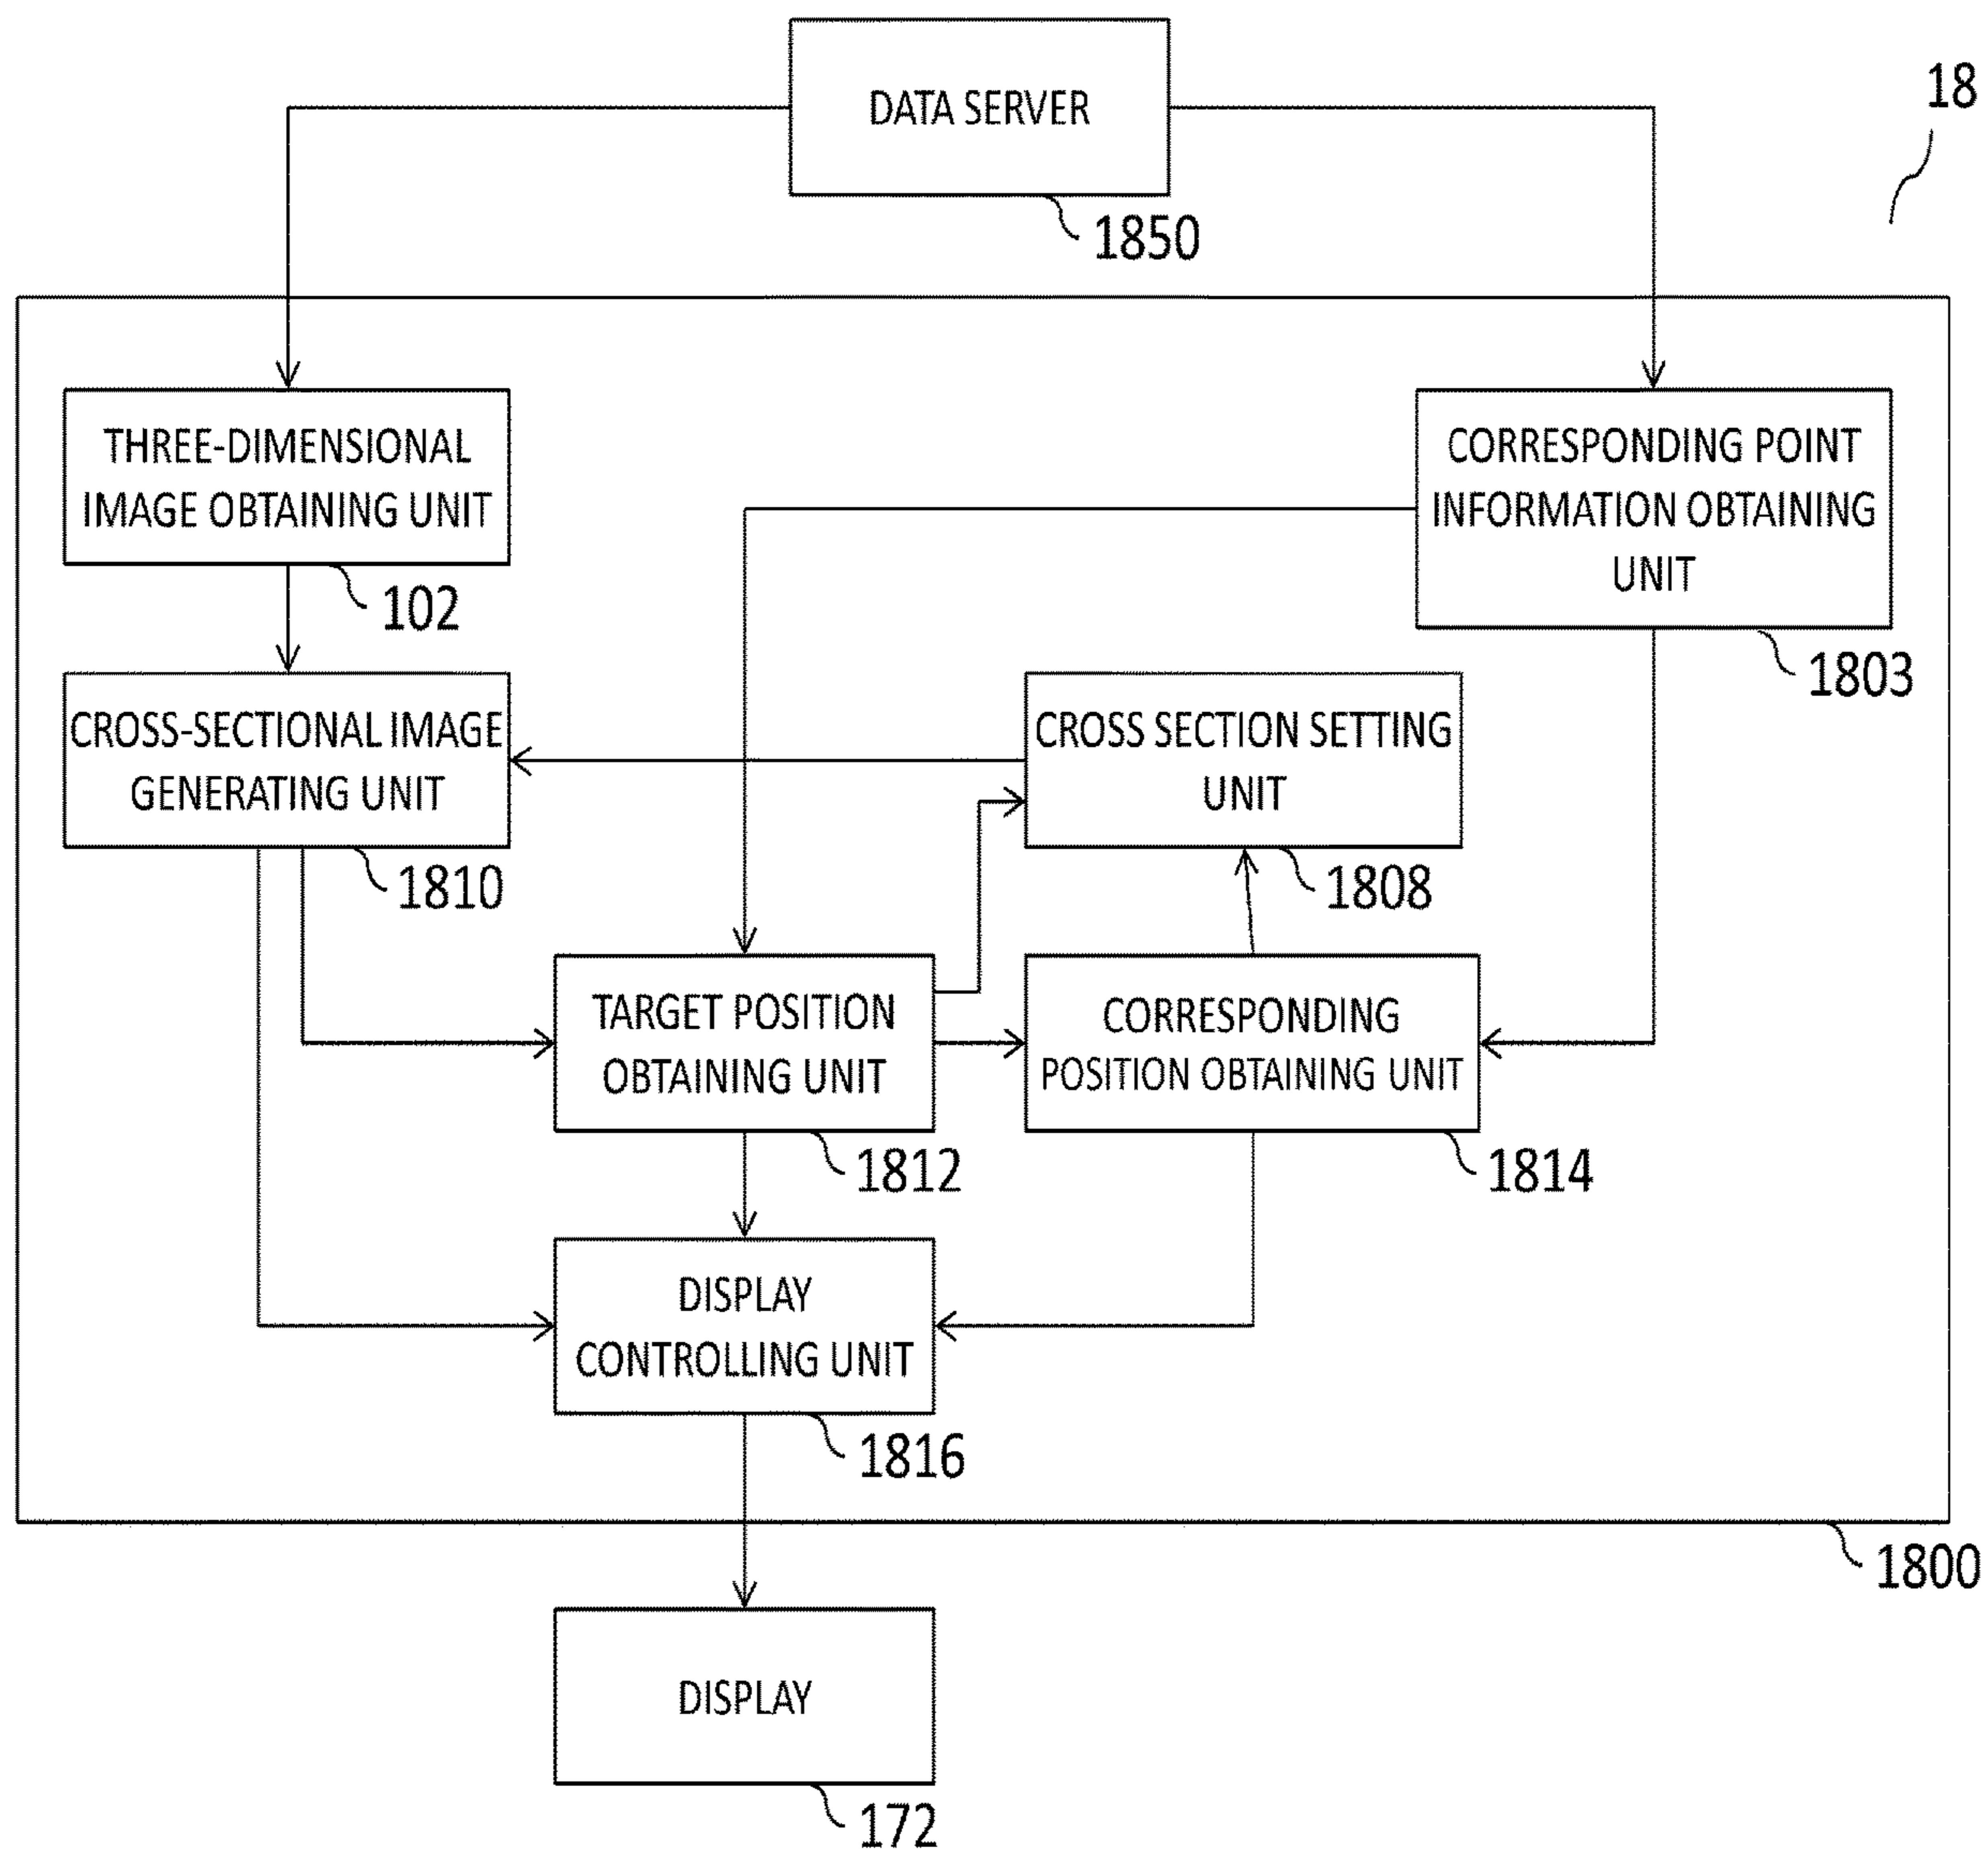 DATA SERVER
18
1850
THREE-DIMENSIONAL
IMAGE OBTAINING UNIT
102
CORRESPONDING POINT
INFORMATION OBTAINING
UNIT
1803
CROSS-SECTIONAL IMAGE
GENERATING UNIT
1810
CROSS SECTION SETTING
UNIT
1808
TARGET POSITION
OBTAINING UNIT
1812
CORRESPONDING
POSITION OBTAINING UNIT
1814
DISPLAY
CONTROLLING UNIT
1816
1800
DISPLAY
172